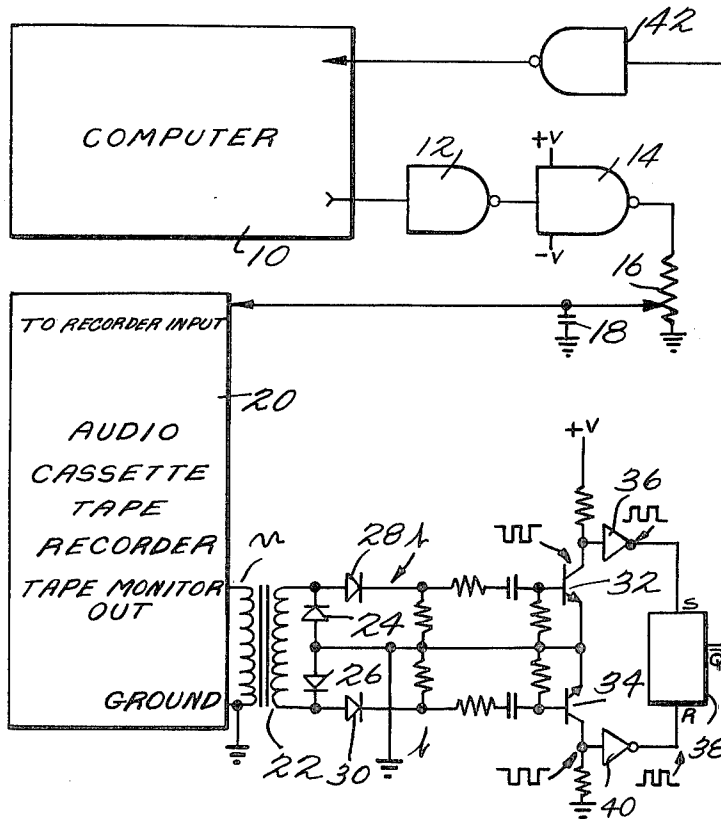 42
COMPUTER
12
+V
14
-V
10
16
TO RECORDER INPUT
18
20
AUDIO
CASSETTE
TAPE
RECORDER
TAPE MONITOR
OUT
GROUND
+V
36
28
32
24
S
26
34
R
22
30
40
38